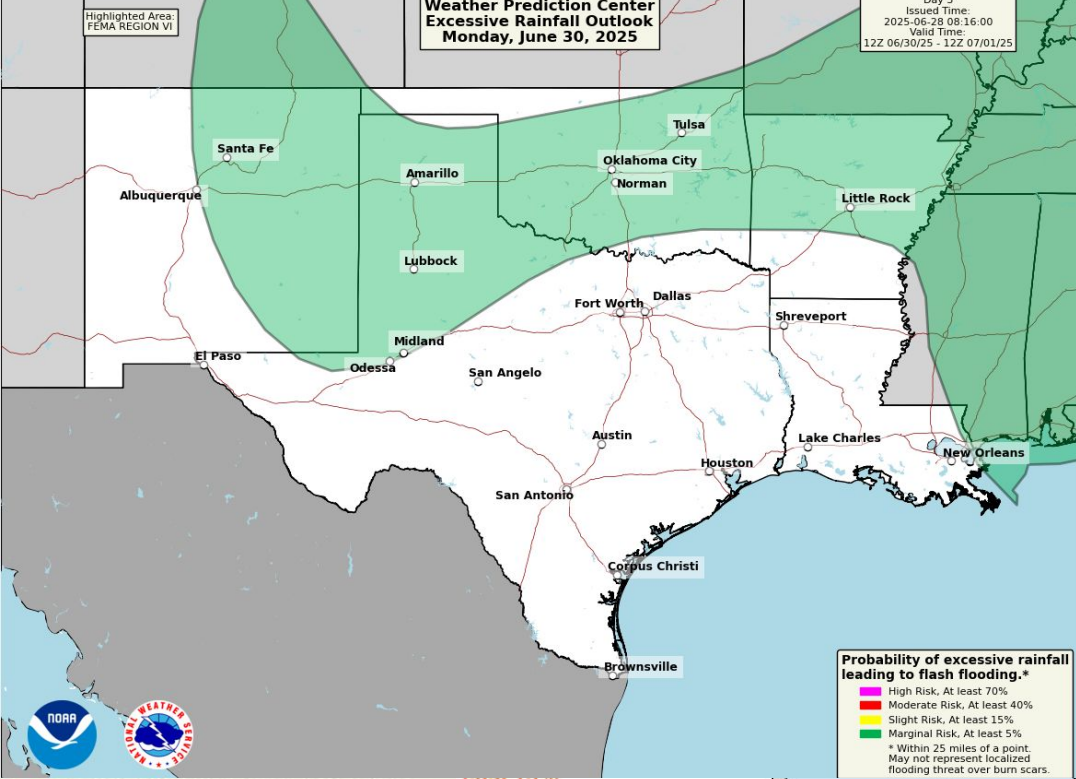 Weather Prediction Center
Excessive Rainfall Outlook
Monday, June 30, 2025
Highlighted Area:
FEMA REGION VI
Issued Time:
2025-06-28 08:16:00
Valid Time:
12Z 06/30/25 - 12Z 07/01/25
Tulsa
Santa Fe
Oklahoma City
Amarillo
Norman
Albuquerque
Little Rock
Lubbock
Dallas
Fort Worth
Shreveport
Midland
El Paso
Odessa
San Angelo
Austin
Lake Charles
New Orleans
Houston
San Antonio
Corpus Christi
Brownsville
Probability of excessive rainfall
leading to flash flooding.*
High Risk, At least 70%
Moderate Risk, At least 40%
Slight Risk, At least 15%
Marginal Risk, At least 5%
* Within 25 miles of a point.
May not represent localized
flooding threat over burn scars.
NOAA
NATIONAL WEATHER SERVICE